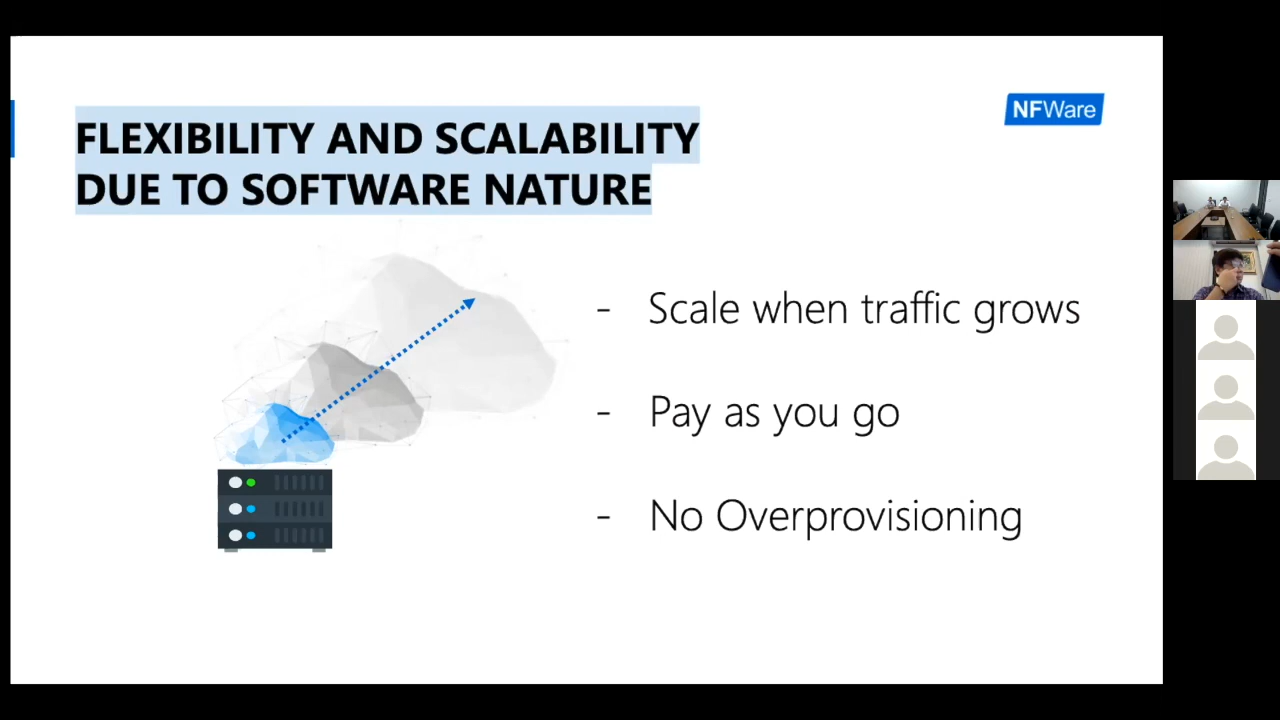 FLEXIBILITY AND SCALABILITY
DUE TO SOFTWARE NATURE
NFWare
- Scale when traffic grows
- Pay as you go
- No Overprovisioning